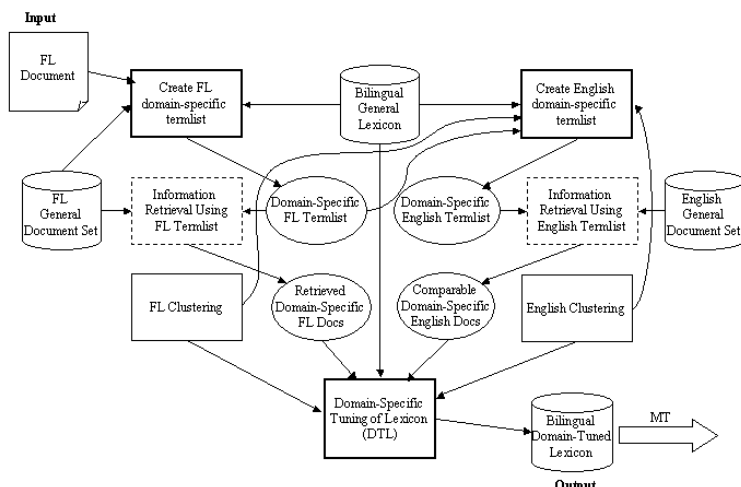 Input
FL
Document
Create FL
domain-specific
termlist
Bilingual
General
Lexicon
Create English
domain-specific
termlist
FL
General
Document Set
Information
Retrieval Using
FL Termlist
Domain-Specific
FL Termlist
Domain-Specific
English Termlist
Information
Retrieval Using
English Termlist
English
General
Document Set
FL Clustering
Retrieved
Domain-Specific
FL Docs
Comparable
Domain-Specific
English Docs
English Clustering
Domain-Specific
Tuning of Lexicon
(DTL)
Bilingual
Domain-Tuned
Lexicon
MT
Output